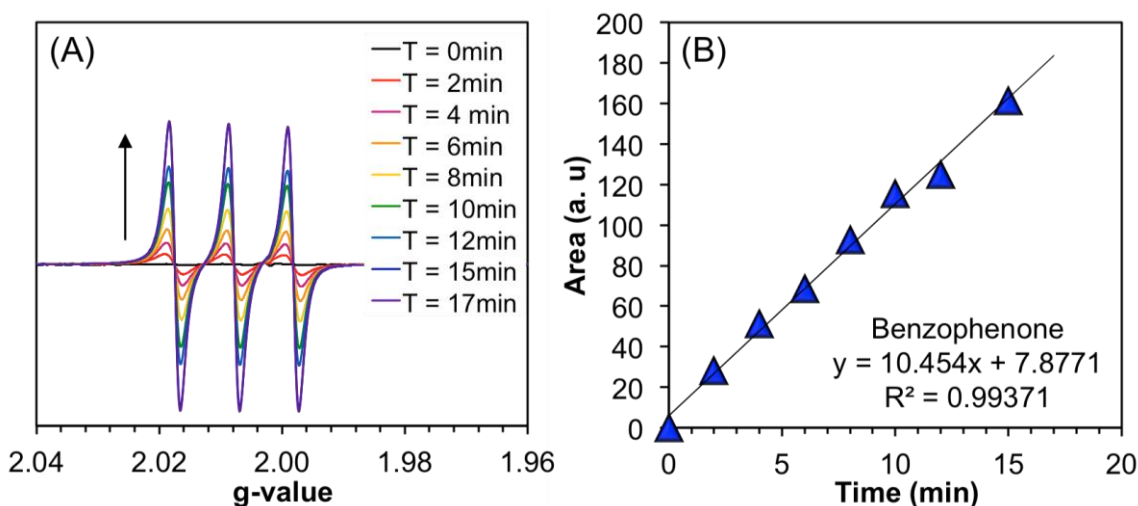 (A)
T = 0min
T = 2min
T = 4 min
T = 6min
T = 8min
T = 10min
T = 12min
T = 15min
T = 17min
2.04 2.02 2.00 1.98 1.96
g-value
(B)
200
180
160
140
120
100
80
60
40
20
0
Area (a. u)
Benzophenone
y = 10.454x + 7.8771
R² = 0.99371
0 5 10 15 20
Time (min)